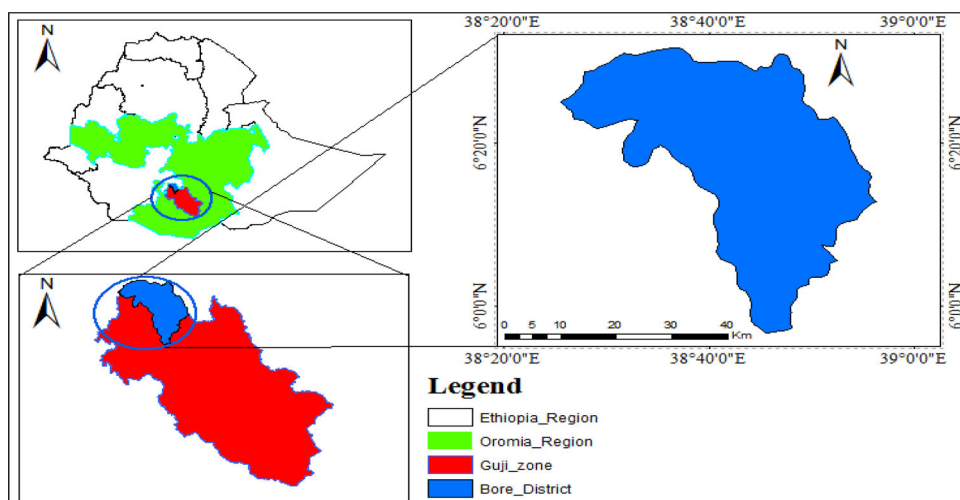 N
38°20'0"E 38°40'0"E 39°0'0"E
N
6°20'0"N 6°20'0"N
6°0'0"N 6°0'0"N
0 5 10 20 30 40
Km
38°20'0"E 38°40'0"E 39°0'0"E
N
Legend
Ethiopia_Region
Oromia_Region
Guji_zone
Bore_District